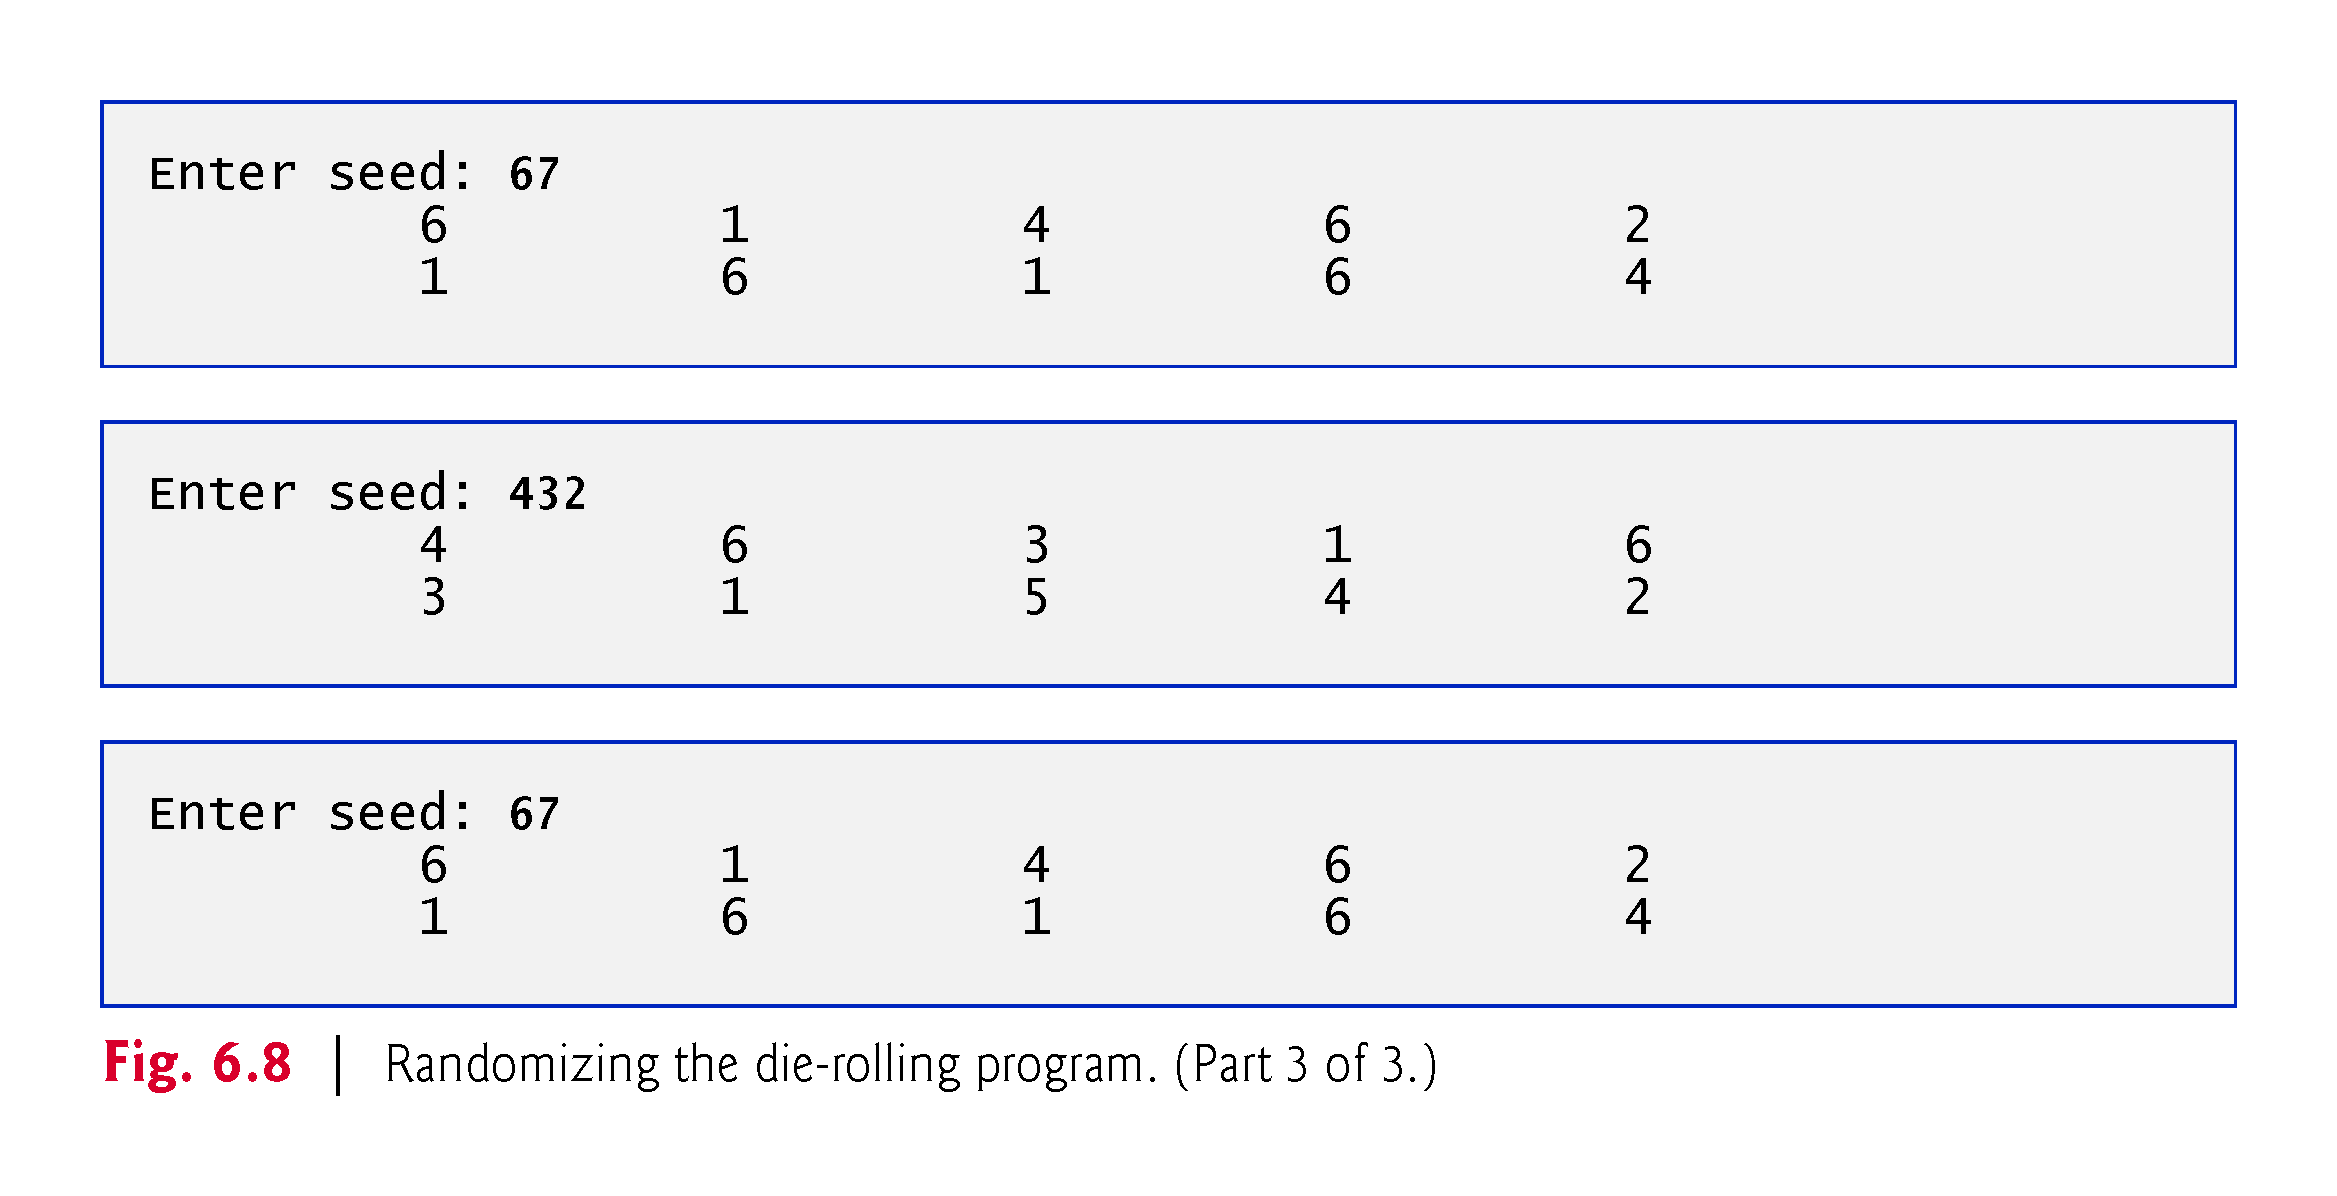 Enter seed: 67
6 1 4 6 2
1 6 1 6 4
Enter seed: 432
4 6 3 1 6
3 1 5 4 2
Enter seed: 67
6 1 4 6 2
1 6 1 6 4
Fig. 6.8 | Randomizing the die-rolling program. (Part 3 of 3.)